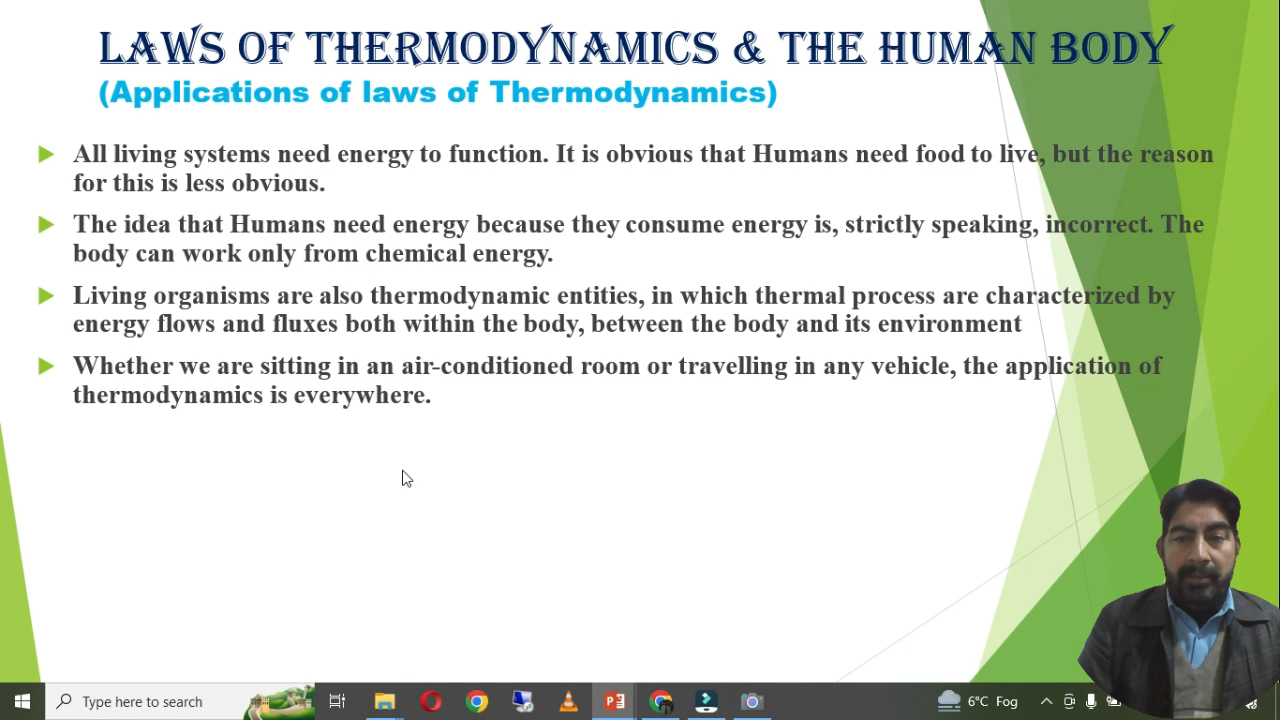 LAWS OF THERMODYNAMICS & THE HUMAN BODY
(Applications of laws of Thermodynamics)
All living systems need energy to function. It is obvious that Humans need food to live, but the reason
for this is less obvious.
The idea that Humans need energy because they consume energy is, strictly speaking, incorrect. The
body can work only from chemical energy.
Living organisms are also thermodynamic entities, in which thermal process are characterized by
energy flows and fluxes both within the body, between the body and its environment
Whether we are sitting in an air-conditioned room or travelling in any vehicle, the application of
thermodynamics is everywhere.
Type here to search
6°C Fog